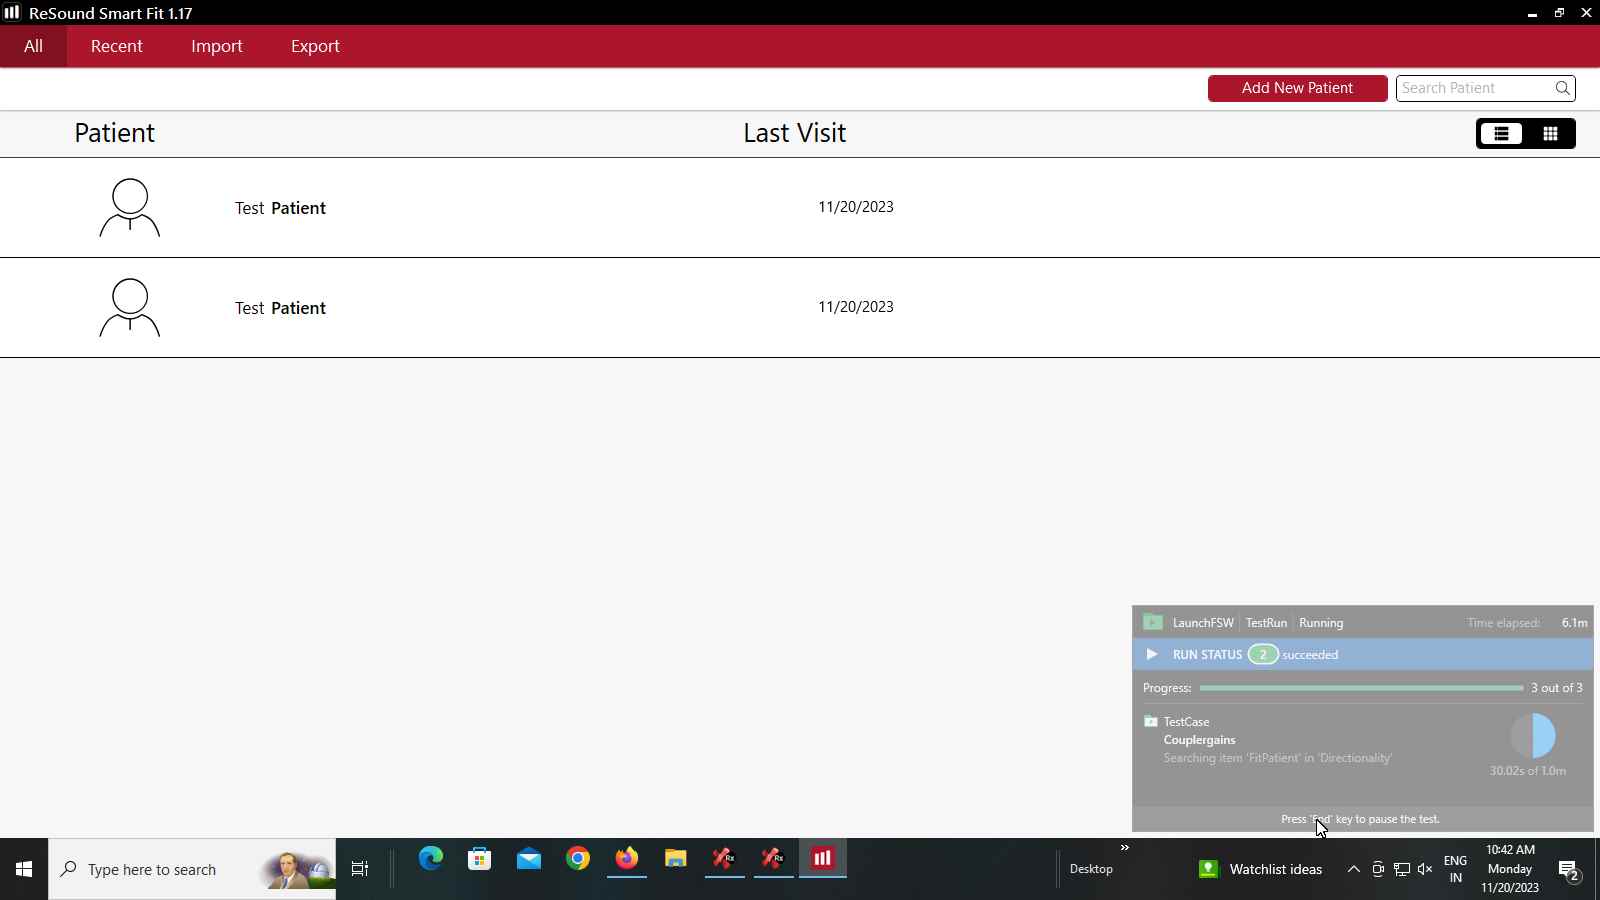 ReSound Smart Fit 1.17
All Recent Import Export
Add New Patient Search Patient
Patient Last Visit
Test Patient 11/20/2023
Test Patient 11/20/2023
LaunchFSW TestRun Running Time elapsed: 6.1m
RUN STATUS 2 succeeded
Progress: 3 out of 3
TestCase
Couplergains
Searching item 'FitPatient' in 'Directionality'
30.02s of 1.0m
Press 'End' key to pause the test.
Type here to search
Rx
Rx
Desktop
»
Watchlist ideas
ENG
IN
10:42 AM
Monday
11/20/2023
2